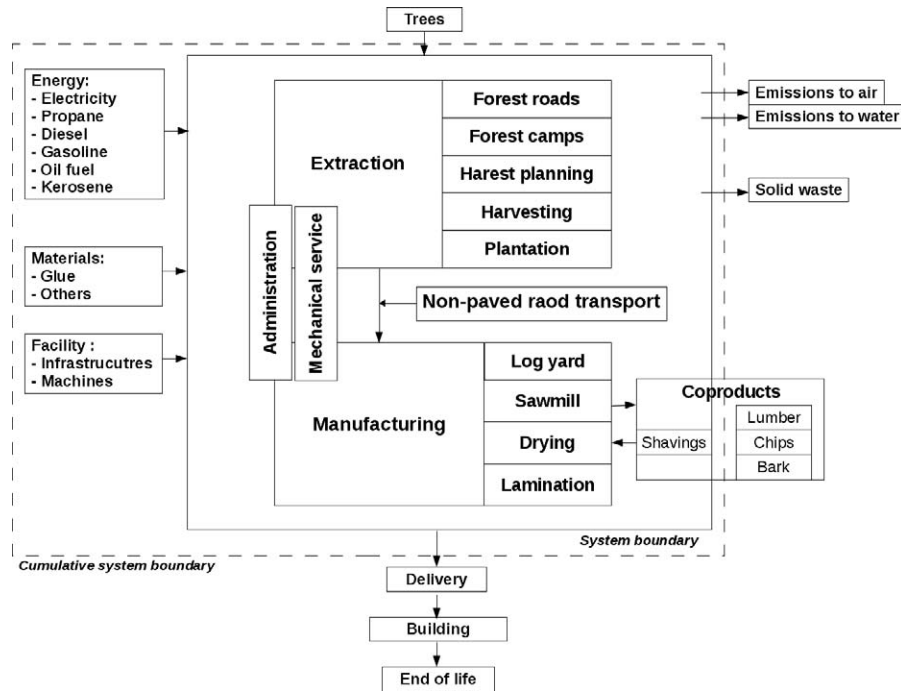 Trees
Energy:
- Electricity
- Propane
- Diesel
- Gasoline
- Oil fuel
- Kerosene
Materials:
- Glue
- Others
Facility :
- Infrastrucutres
- Machines
Extraction
Forest roads
Forest camps
Harest planning
Harvesting
Plantation
Administration
Mechanical service
Non-paved raod transport
Manufacturing
Log yard
Sawmill
Drying
Lamination
Emissions to air
Emissions to water
Solid waste
Coproducts
Lumber
Shavings
Chips
Bark
System boundary
Cumulative system boundary
Delivery
Building
End of life